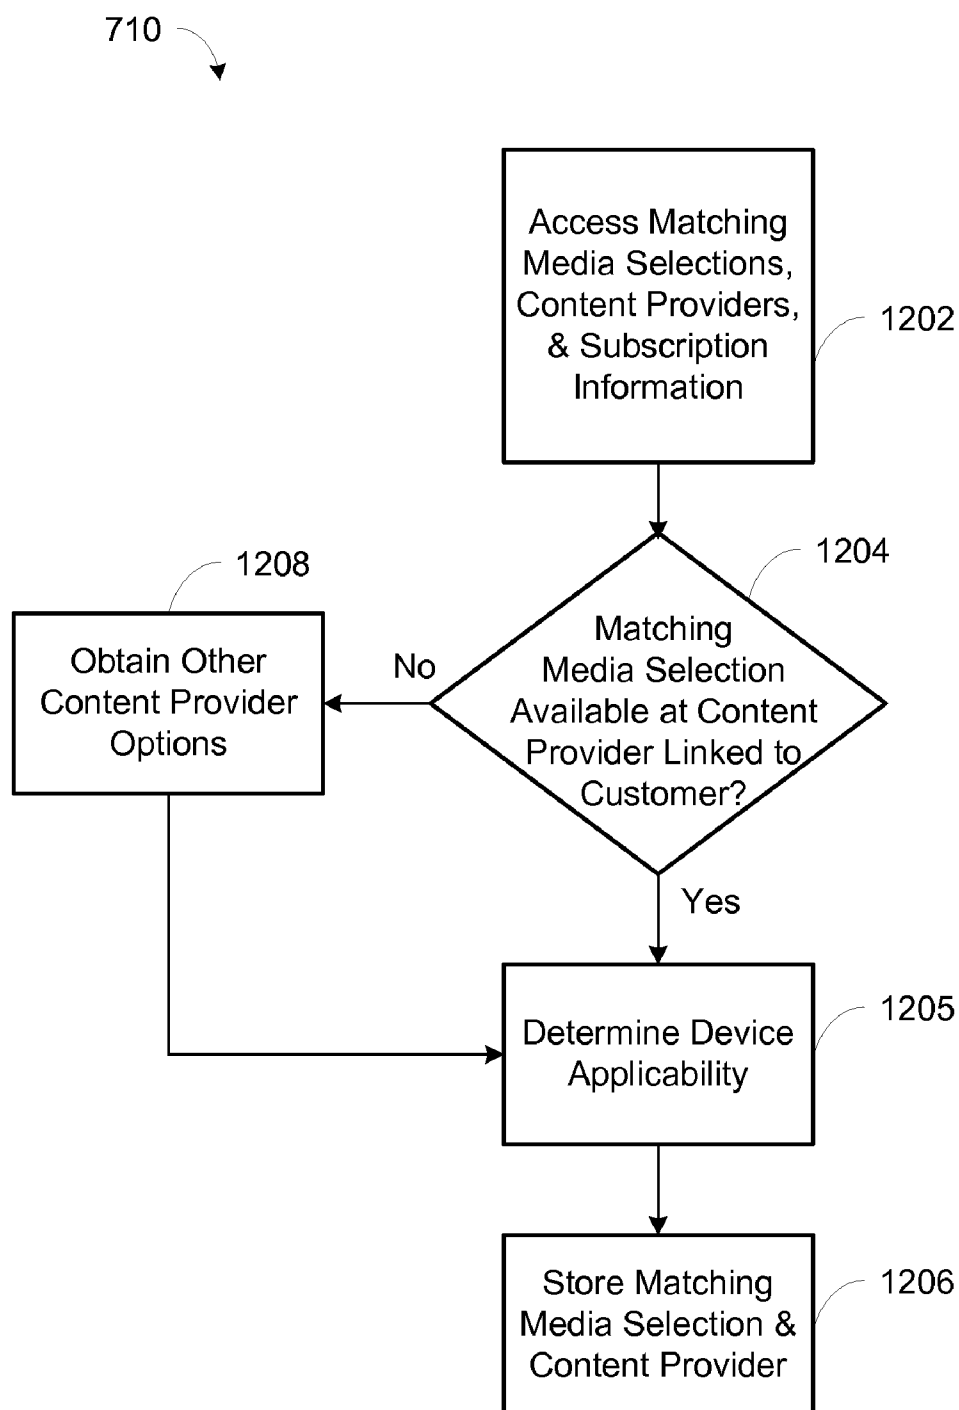 710
Access Matching
Media Selections,
Content Providers,
& Subscription
Information
1202
1204
Matching
Media Selection
Available at Content
Provider Linked to
Customer?
No
1208
Obtain Other
Content Provider
Options
Yes
1205
Determine Device
Applicability
1206
Store Matching
Media Selection &
Content Provider